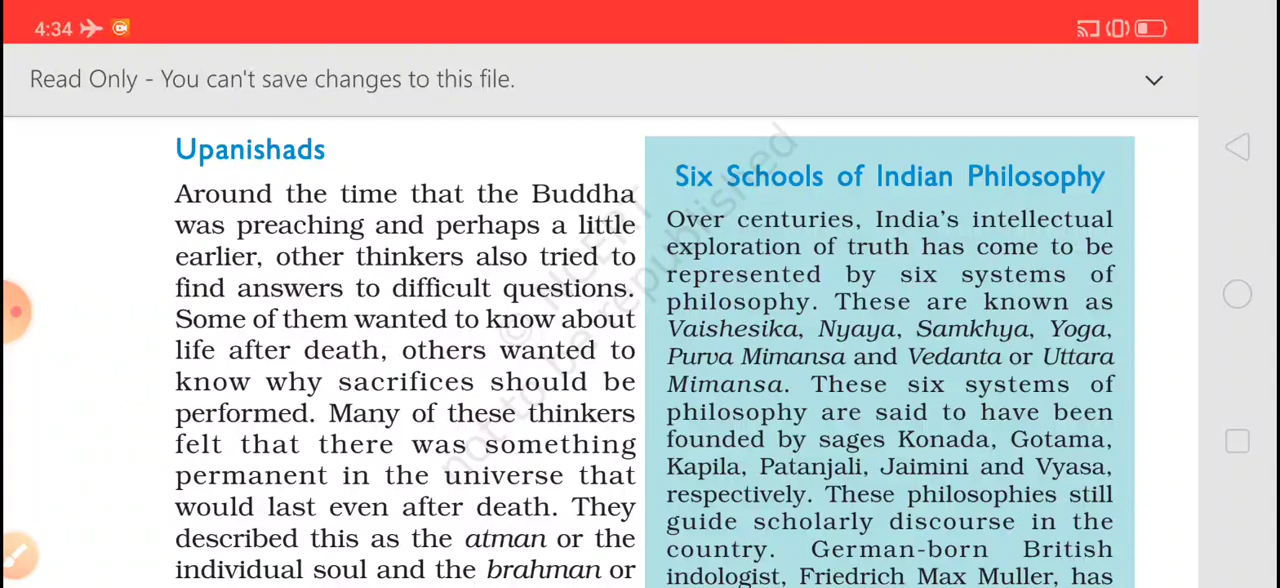 4:34
Read Only - You can't save changes to this file.
Upanishads
Around the time that the Buddha
was preaching and perhaps a little
earlier, other thinkers also tried to
find answers to difficult questions.
Some of them wanted to know about
life after death, others wanted to
know why sacrifices should be
performed. Many of these thinkers
felt that there was something
permanent in the universe that
would last even after death. They
described this as the atman or the
individual soul and the brahman or
Six Schools of Indian Philosophy
Over centuries, India's intellectual
exploration of truth has come to be
represented by six systems of
philosophy. These are known as
Vaishesika, Nyaya, Samkhya, Yoga,
Purva Mimansa and Vedanta or Uttara
Mimansa. These six systems of
philosophy are said to have been
founded by sages Konada, Gotama,
Kapila, Patanjali, Jaimini and Vyasa,
respectively. These philosophies still
guide scholarly discourse in the
country. German-born British
indologist, Friedrich Max Muller, has
© NCERT
not to be republished